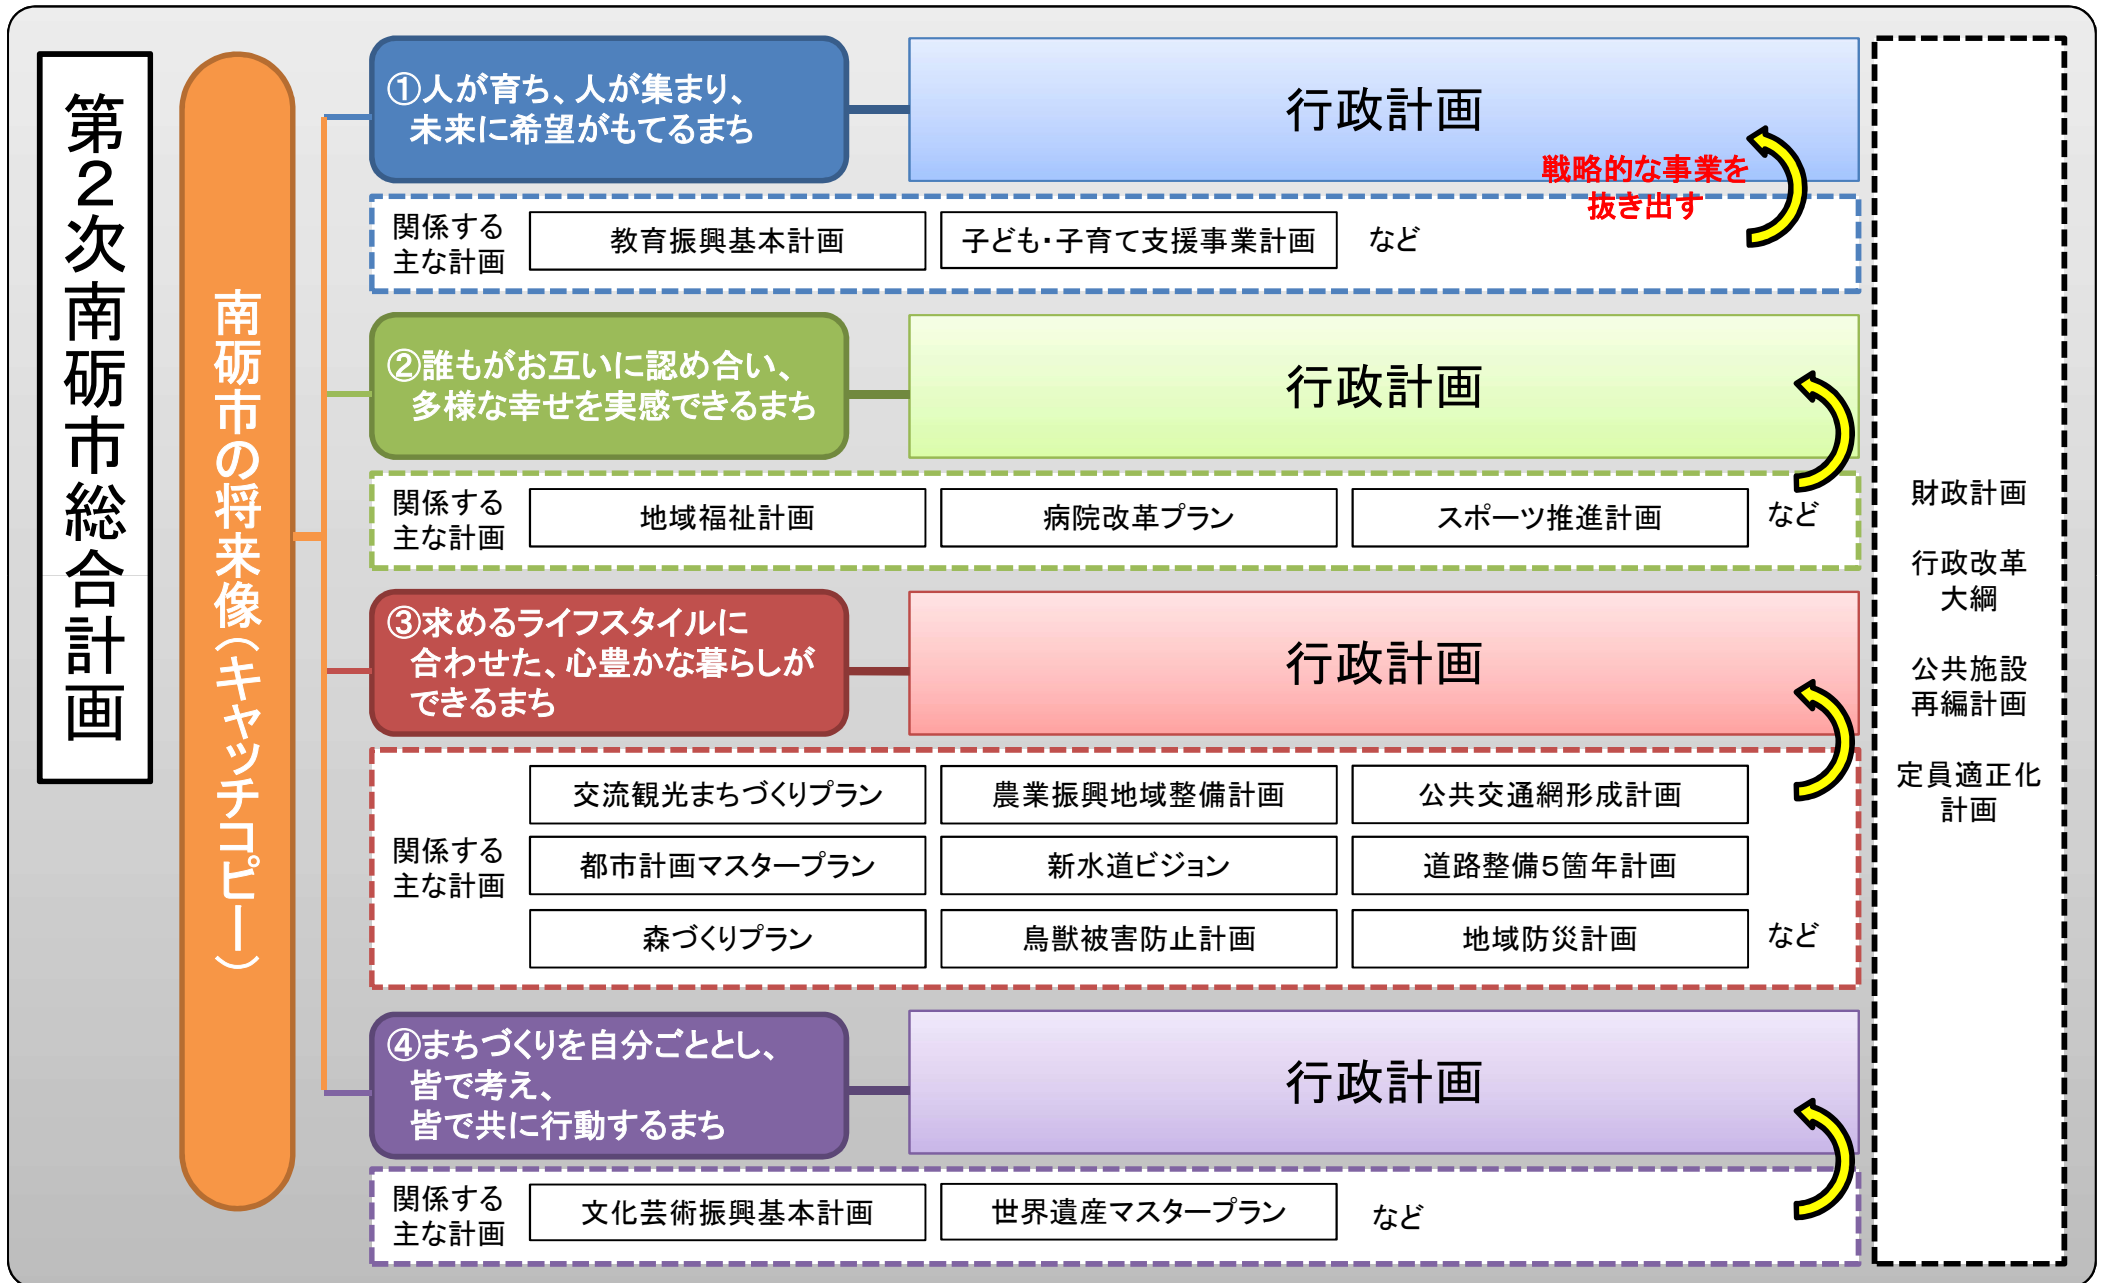 第２次南砺市総合計画
南砺市の将来像（キャッチコピー）
①人が育ち、人が集まり、
未来に希望がもてるまち
行政計画
戦略的な事業を
抜き出す
関係する
主な計画
教育振興基本計画
子ども・子育て支援事業計画
など
②誰もがお互いに認め合い、
多様な幸せを実感できるまち
行政計画
関係する
主な計画
地域福祉計画
病院改革プラン
スポーツ推進計画
など
③求めるライフスタイルに
合わせた、心豊かな暮らしが
できるまち
行政計画
関係する
主な計画
交流観光まちづくりプラン
農業振興地域整備計画
公共交通網形成計画
都市計画マスタープラン
新水道ビジョン
道路整備５箇年計画
森づくりプラン
鳥獣被害防止計画
地域防災計画
など
④まちづくりを自分ごととし、
皆で考え、
皆で共に行動するまち
行政計画
関係する
主な計画
文化芸術振興基本計画
世界遺産マスタープラン
など
財政計画
行政改革
大綱
公共施設
再編計画
定員適正化
計画